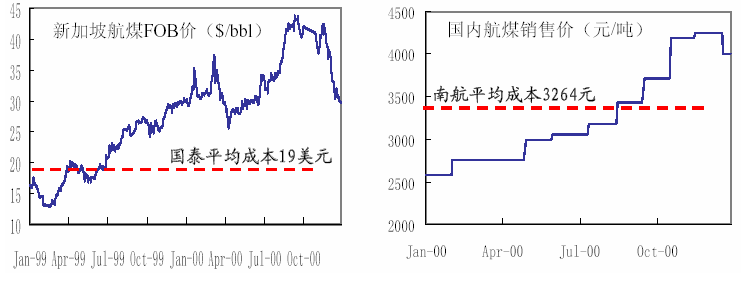 新加坡航煤FOB价（$/bbl）
45
40
35
30
25
20
15
10
国泰平均成本19美元
Jan-99 Apr-99 Jul-99 Oct-99 Jan-00 Apr-00 Jul-00 Oct-00
国内航煤销售价（元/吨）
4500
4000
3500
3000
2500
2000
南航平均成本3264元
Jan-00 Apr-00 Jul-00 Oct-00